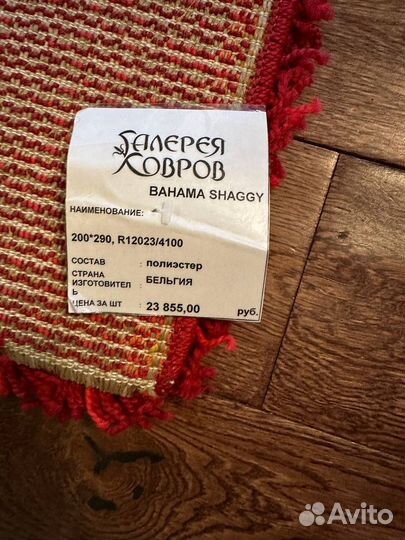 ГАЛЕРЕЯ
КОВРОВ
BAHAMA SHAGGY
НАИМЕНОВАНИЕ:
200*290, R12023/4100
СОСТАВ : полиэстер
СТРАНА
ИЗГОТОВИТЕЛ : БЕЛЬГИЯ
Ь
ЦЕНА ЗА ШТ : 23 855,00 руб.
Avito